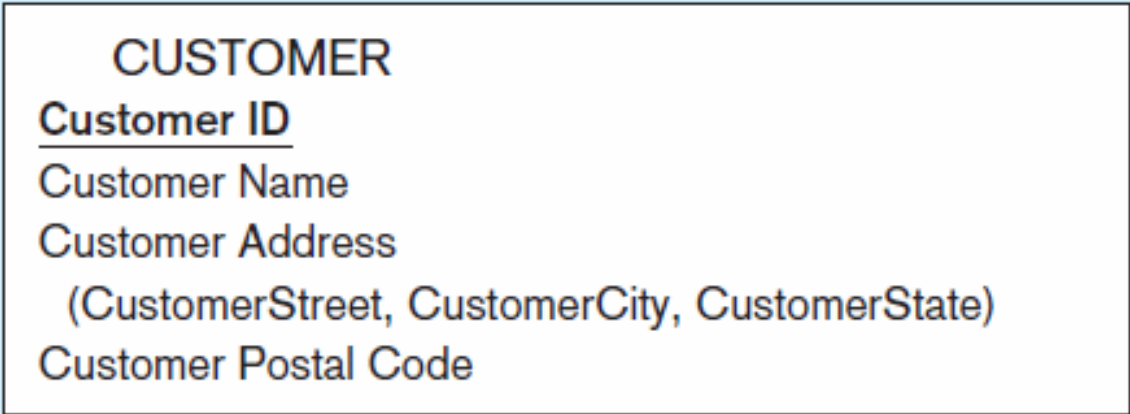 CUSTOMER
Customer ID
Customer Name
Customer Address
(CustomerStreet, CustomerCity, CustomerState)
Customer Postal Code